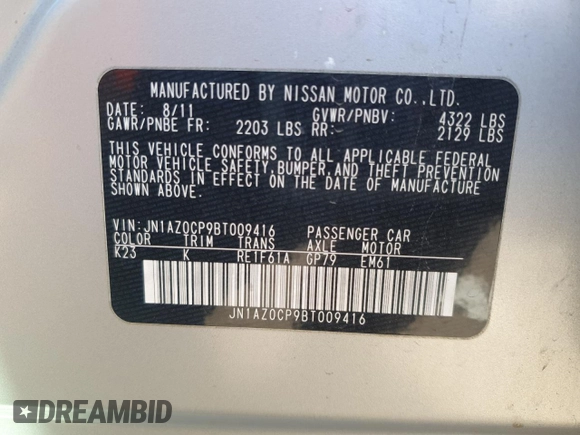 MANUFACTURED BY NISSAN MOTOR CO.,LTD.
DATE: 8/11 GVWR/PNBV: 4322 LBS
GAWR/PNBE FR: 2203 LBS RR: 2129 LBS
THIS VEHICLE CONFORMS TO ALL APPLICABLE FEDERAL
MOTOR VEHICLE SAFETY,BUMPER,AND THEFT PREVENTION
STANDARDS IN EFFECT ON THE DATE OF MANUFACTURE
SHOWN ABOVE.
VIN:JN1AZ0CP9BT009416 PASSENGER CAR
COLOR TRIM TRANS AXLE MOTOR
K23 K RE1F61A GP79 EM61
JN1AZ0CP9BT009416
DREAMBID